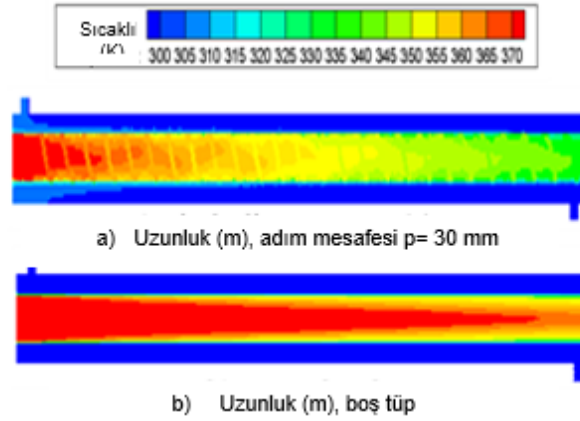 Sıcaklı
(K)
300 305 310 315 320 325 330 335 340 345 350 355 360 365 370
a) Uzunluk (m), adım mesafesi p= 30 mm
b) Uzunluk (m), boş tüp